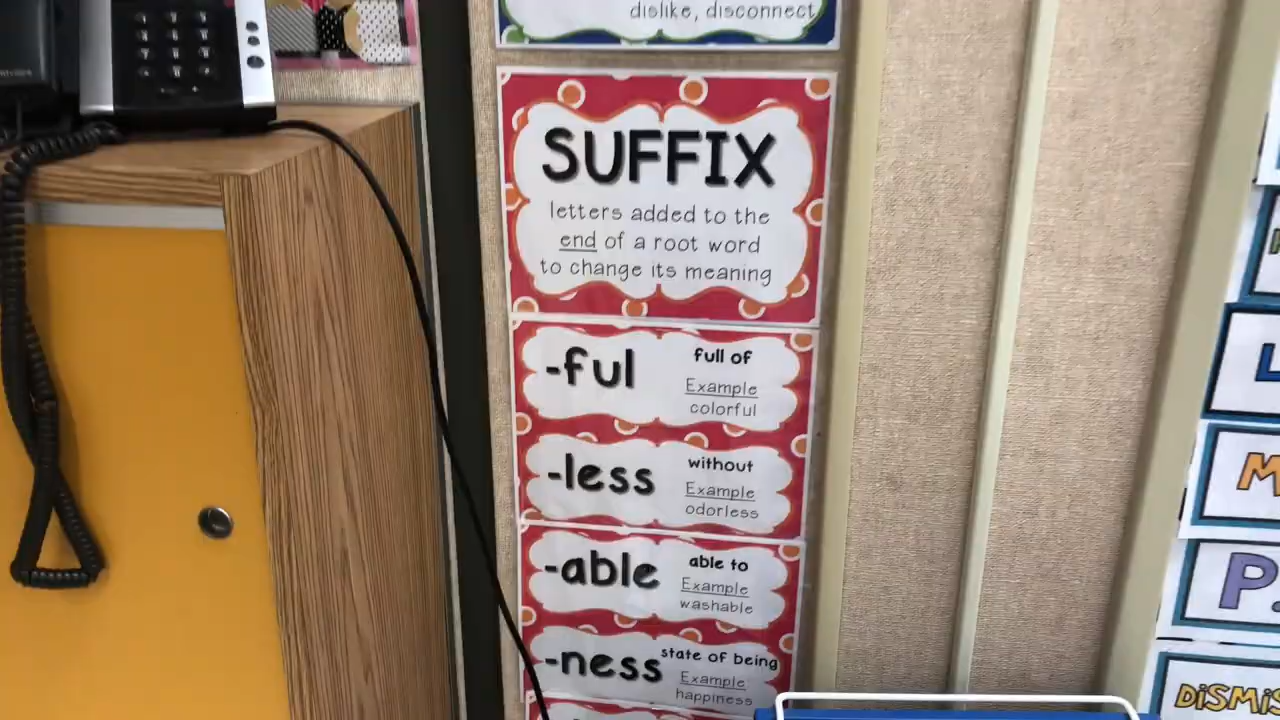 dislike, disconnect
SUFFIX
letters added to the
end of a root word
to change its meaning
-ful
full of
Example
colorful
-less
without
Example
odorless
-able
able to
Example
washable
-ness
state of being
Example
happiness
L
M
P.
DiSMiS